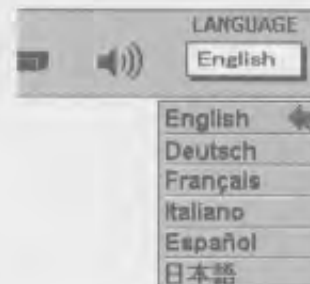 LANGUAGE
English
English
Deutsch
Français
Italiano
Español
日本語